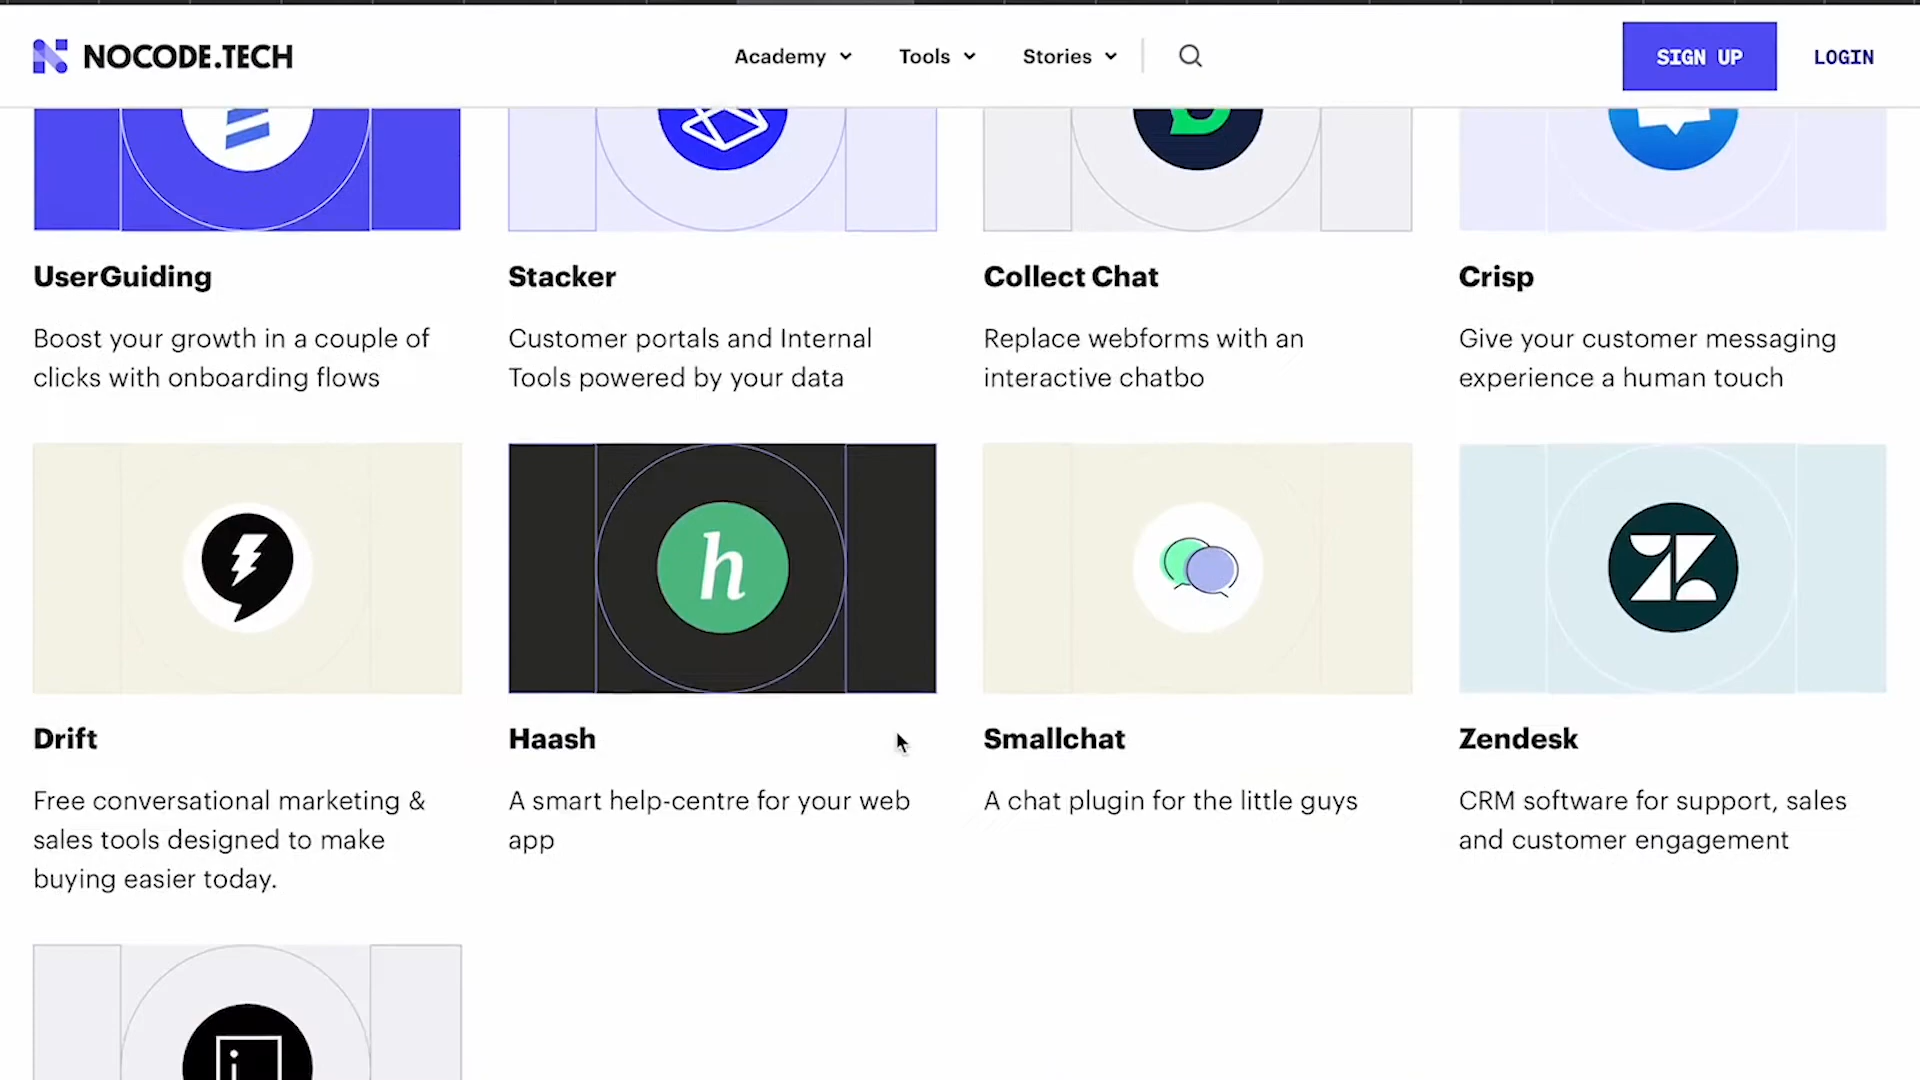 NOCODE.TECH
Academy
Tools
Stories
SIGN UP
LOGIN
UserGuiding
Boost your growth in a couple of
clicks with onboarding flows
Stacker
Customer portals and Internal
Tools powered by your data
Collect Chat
Replace webforms with an
interactive chatbo
Crisp
Give your customer messaging
experience a human touch
Drift
Free conversational marketing &
sales tools designed to make
buying easier today.
h
Haash
A smart help-centre for your web
app
Smallchat
A chat plugin for the little guys
Zendesk
CRM software for support, sales
and customer engagement